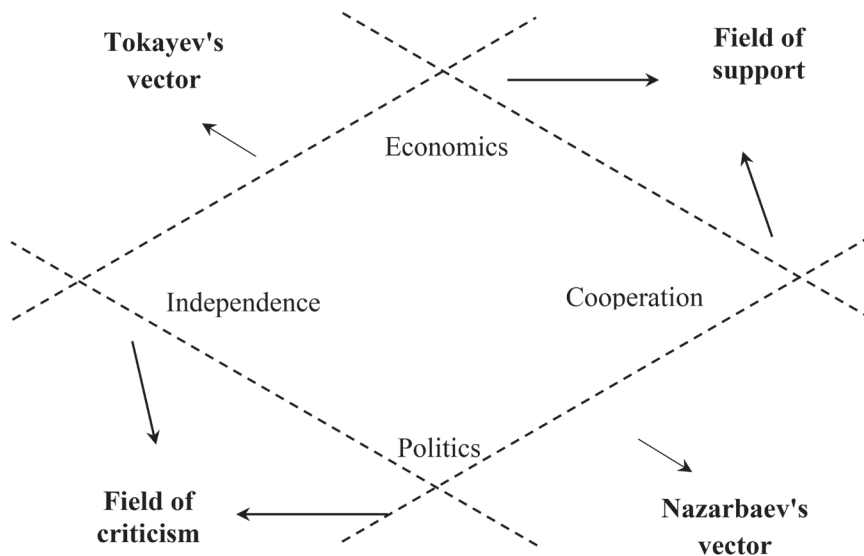 Tokayev's
vector
Field of
support
Economics
Independence
Cooperation
Politics
Field of
criticism
Nazarbaev's
vector